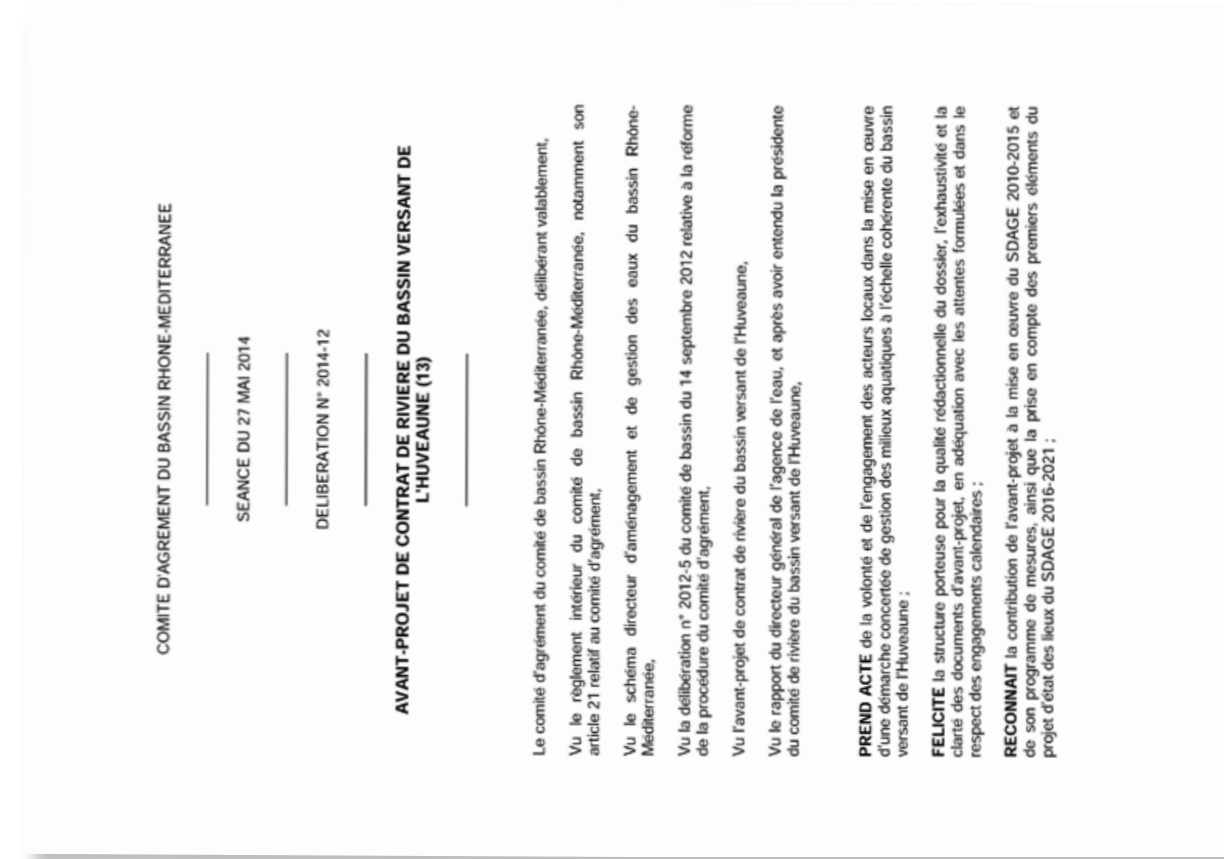 COMITE D'AGREMENT DU BASSIN RHONE-MEDITERRANEE
SEANCE DU 27 MAI 2014
DELIBERATION N° 2014-12
AVANT-PROJET DE CONTRAT DE RIVIERE DU BASSIN VERSANT DE
L'HUVEAUNE (13)
Le comité d'agrément du comité de bassin Rhône-Méditerranée, délibérant valablement,
Vu le règlement intérieur du comité de bassin Rhône-Méditerranée, notamment son
article 21 relatif au comité d'agrément,
Vu le schéma directeur d'aménagement et de gestion des eaux du bassin Rhône-
Méditerranée,
Vu la délibération n° 2012-5 du comité de bassin du 14 septembre 2012 relative à la réforme
de la procédure du comité d'agrément,
Vu l'avant-projet de contrat de rivière du bassin versant de l'Huveaune,
Vu le rapport du directeur général de l'agence de l'eau, et après avoir entendu la présidente
du comité de rivière du bassin versant de l'Huveaune,
PREND ACTE de la volonté et de l'engagement des acteurs locaux dans la mise en œuvre
d'une démarche concertée de gestion des milieux aquatiques à l'échelle cohérente du bassin
versant de l'Huveaune ;
FELICITE la structure porteuse pour la qualité rédactionnelle du dossier, l'exhaustivité et la
clarté des documents d'avant-projet, en adéquation avec les attentes formulées et dans le
respect des engagements calendaires ;
RECONNAIT la contribution de l'avant-projet à la mise en œuvre du SDAGE 2010-2015 et
de son programme de mesures, ainsi que la prise en compte des premiers éléments du
projet d'état des lieux du SDAGE 2016-2021 ;